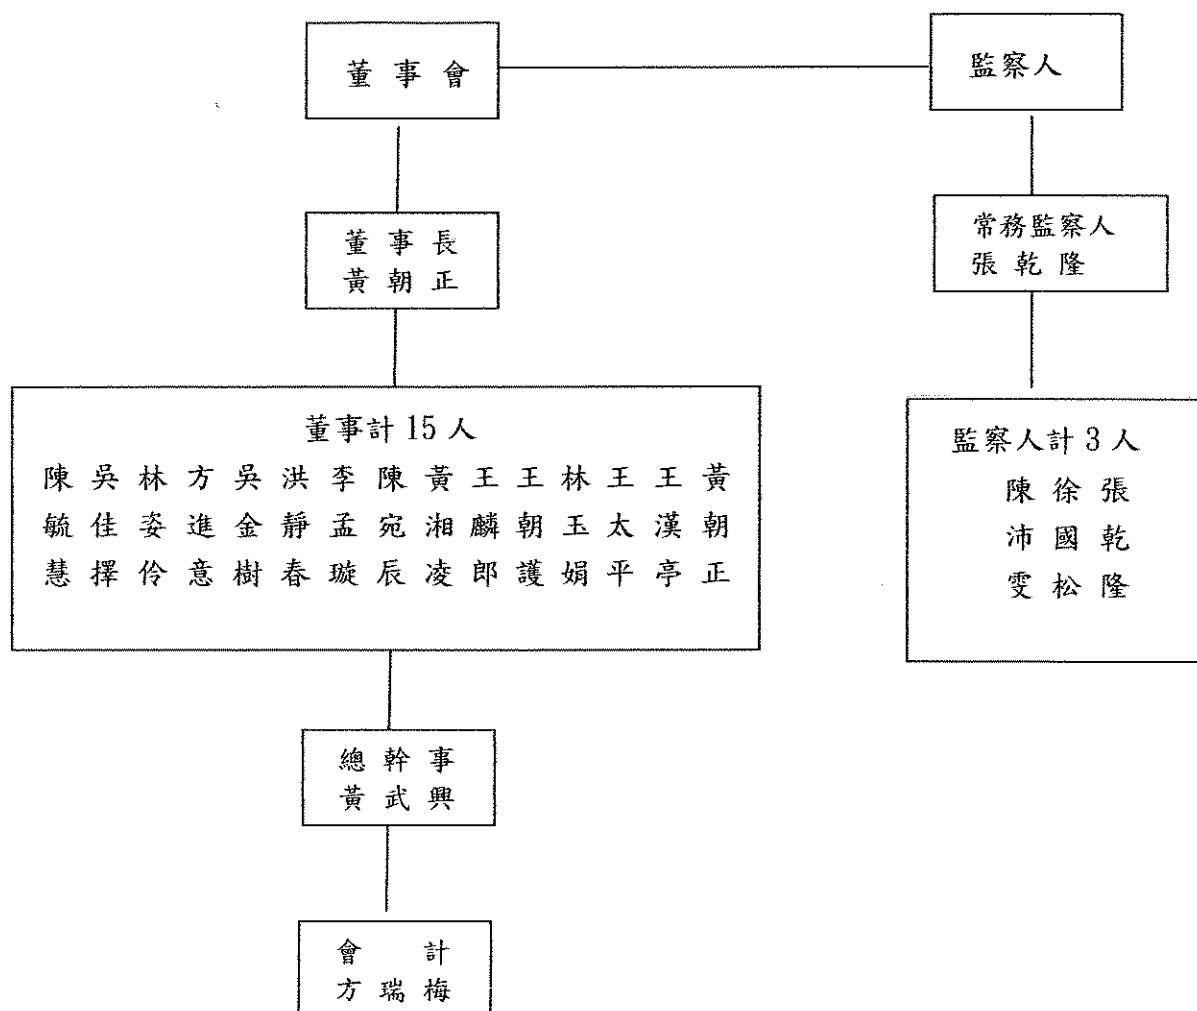 董事會
監察人
董事長
黃朝正
常務監察人
張乾隆
董事計 15 人
黃朝正
王漢亭
王太平
林玉娟
王朝護
王麟郎
黃湘凌
陳宛辰
李孟璇
洪靜春
吳金樹
方進意
林姿伶
吳佳擇
陳毓慧
監察人計 3 人
張乾隆
徐國松
陳沛雯
總幹事
黃武興
會計
方瑞梅